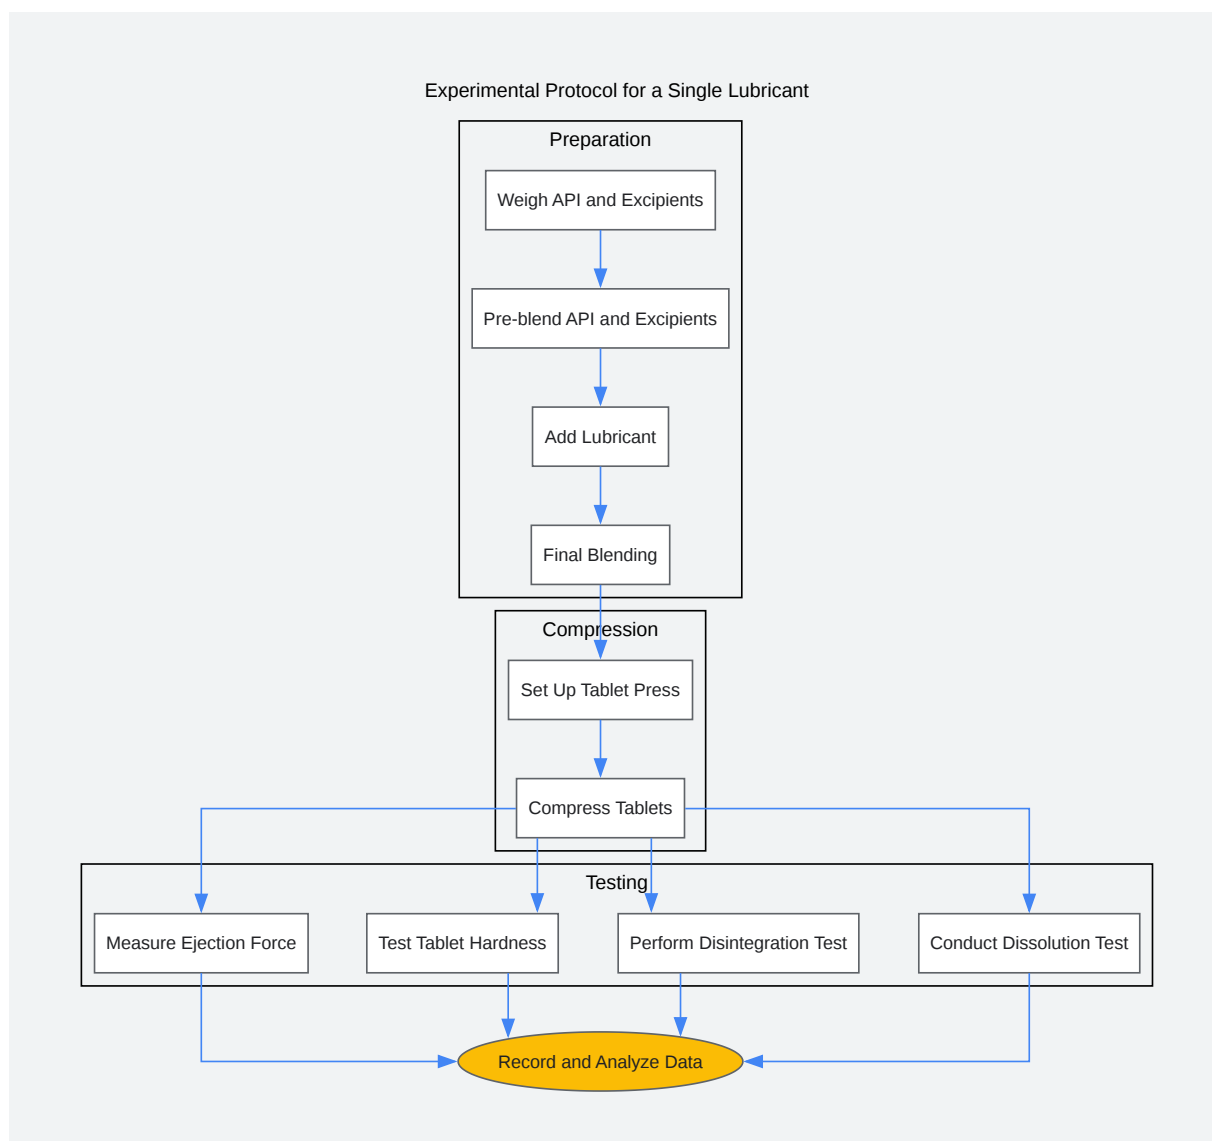 Experimental Protocol for a Single Lubricant
Preparation
Weigh API and Excipients
Pre-blend API and Excipients
Add Lubricant
Final Blending
Compression
Set Up Tablet Press
Compress Tablets
Testing
Measure Ejection Force
Test Tablet Hardness
Perform Disintegration Test
Conduct Dissolution Test
Record and Analyze Data